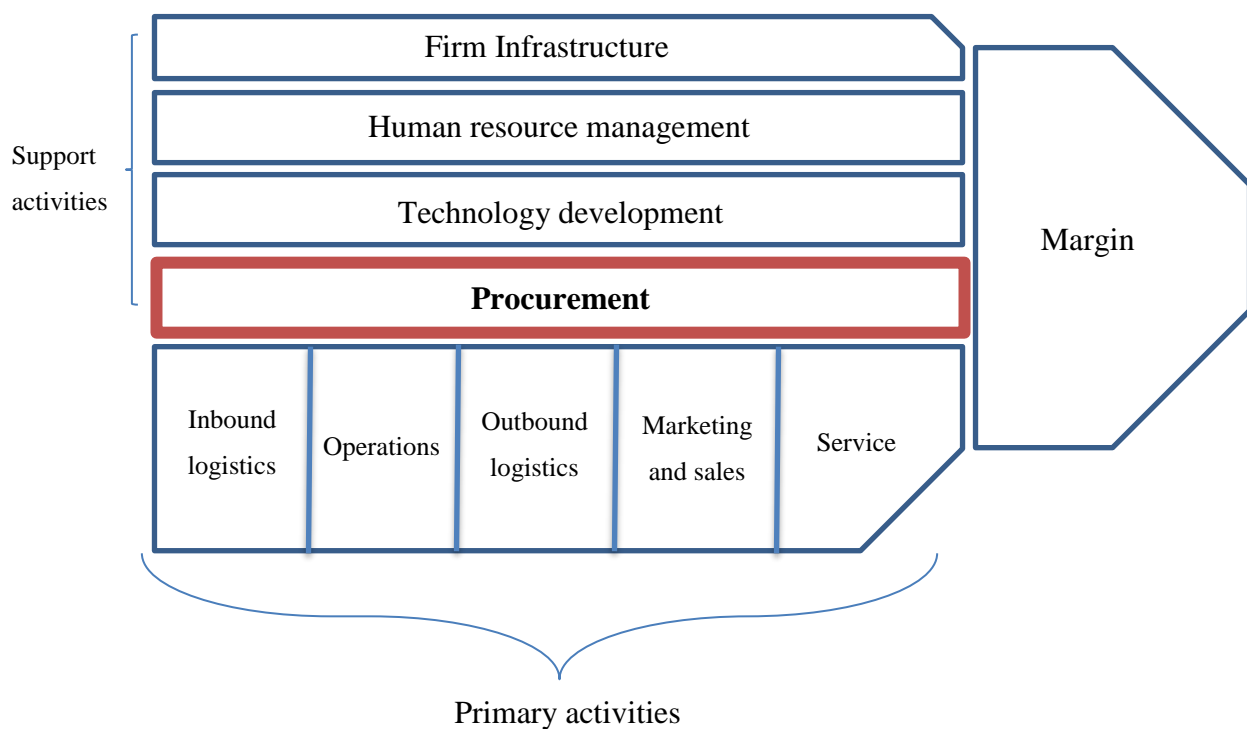 Firm Infrastructure
Human resource management
Support
activities
Technology development
Margin
Procurement
Inbound
logistics
Operations
Outbound
logistics
Marketing
and sales
Service
Primary activities